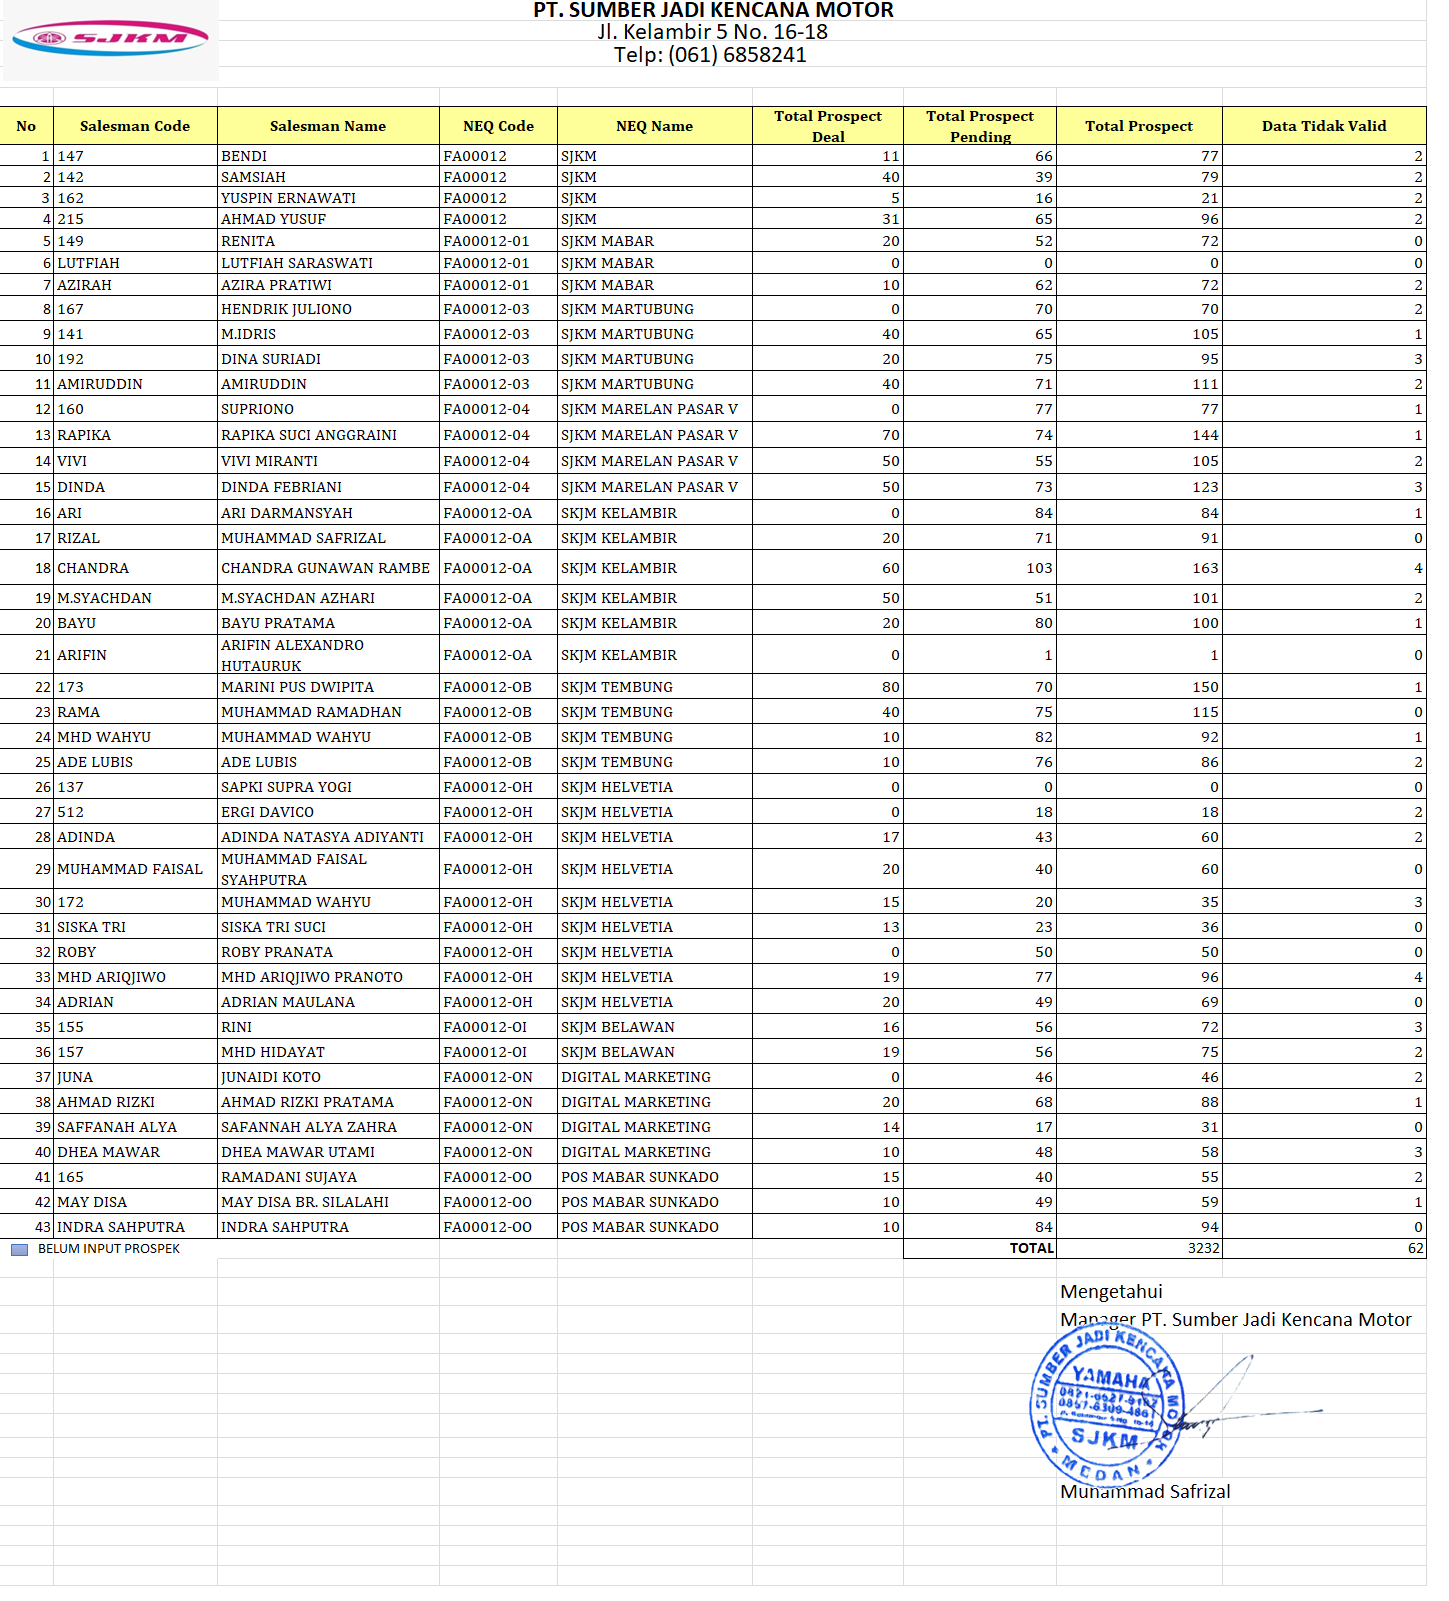 SJKM
PT. SUMBER JADI KENCANA MOTOR
Jl. Kelambir 5 No. 16-18
Telp: (061) 6858241
No Salesman Code Salesman Name NEQ Code NEQ Name Total Prospect Deal Total Prospect Pending Total Prospect Data Tidak Valid
1 147 BENDI FA00012 SJKM 11 66 77 2
2 142 SAMSIAH FA00012 SJKM 40 39 79 2
3 162 YUSPIN ERNAWATI FA00012 SJKM 5 16 21 2
4 215 AHMAD YUSUF FA00012 SJKM 31 65 96 2
5 149 RENITA FA00012-01 SJKM MABAR 20 52 72 0
6 LUTFIAH LUTFIAH SARASWATI FA00012-01 SJKM MABAR 0 0 0 0
7 AZIRAH AZIRA PRATIWI FA00012-01 SJKM MABAR 10 62 72 2
8 167 HENDRIK JULIONO FA00012-03 SJKM MARTUBUNG 0 70 70 2
9 141 M.IDRIS FA00012-03 SJKM MARTUBUNG 40 65 105 1
10 192 DINA SURIADI FA00012-03 SJKM MARTUBUNG 20 75 95 3
11 AMIRUDDIN AMIRUDDIN FA00012-03 SJKM MARTUBUNG 40 71 111 2
12 160 SUPRIONO FA00012-04 SJKM MARELAN PASAR V 0 77 77 1
13 RAPIKA RAPIKA SUCI ANGGRAINI FA00012-04 SJKM MARELAN PASAR V 70 74 144 1
14 VIVI VIVI MIRANTI FA00012-04 SJKM MARELAN PASAR V 50 55 105 2
15 DINDA DINDA FEBRIANI FA00012-04 SJKM MARELAN PASAR V 50 73 123 3
16 ARI ARI DARMANSYAH FA00012-OA SKJM KELAMBIR 0 84 84 1
17 RIZAL MUHAMMAD SAFRIZAL FA00012-OA SKJM KELAMBIR 20 71 91 0
18 CHANDRA CHANDRA GUNAWAN RAMBE FA00012-OA SKJM KELAMBIR 60 103 163 4
19 M.SYACHDAN M.SYACHDAN AZHARI FA00012-OA SKJM KELAMBIR 50 51 101 2
20 BAYU BAYU PRATAMA FA00012-OA SKJM KELAMBIR 20 80 100 1
21 ARIFIN ARIFIN ALEXANDRO HUTAURUK FA00012-OA SKJM KELAMBIR 0 1 1 0
22 173 MARINI PUS DWIPITA FA00012-OB SKJM TEMBUNG 80 70 150 1
23 RAMA MUHAMMAD RAMADHAN FA00012-OB SKJM TEMBUNG 40 75 115 0
24 MHD WAHYU MUHAMMAD WAHYU FA00012-OB SKJM TEMBUNG 10 82 92 1
25 ADE LUBIS ADE LUBIS FA00012-OB SKJM TEMBUNG 10 76 86 2
26 137 SAPKI SUPRA YOGI FA00012-OH SKJM HELVETIA 0 0 0 0
27 512 ERGI DAVICO FA00012-OH SKJM HELVETIA 0 18 18 2
28 ADINDA ADINDA NATASYA ADIYANTI FA00012-OH SKJM HELVETIA 17 43 60 2
29 MUHAMMAD FAISAL MUHAMMAD FAISAL SYAHPUTRA FA00012-OH SKJM HELVETIA 20 40 60 0
30 172 MUHAMMAD WAHYU FA00012-OH SKJM HELVETIA 15 20 35 3
31 SISKA TRI SISKA TRI SUCI FA00012-OH SKJM HELVETIA 13 23 36 0
32 ROBY ROBY PRANATA FA00012-OH SKJM HELVETIA 0 50 50 0
33 MHD ARIQJIWO MHD ARIQJIWO PRANOTO FA00012-OH SKJM HELVETIA 19 77 96 4
34 ADRIAN ADRIAN MAULANA FA00012-OH SKJM HELVETIA 20 49 69 0
35 155 RINI FA00012-OI SKJM BELAWAN 16 56 72 3
36 157 MHD HIDAYAT FA00012-OI SKJM BELAWAN 19 56 75 2
37 JUNA JUNAIDI KOTO FA00012-ON DIGITAL MARKETING 0 46 46 2
38 AHMAD RIZKI AHMAD RIZKI PRATAMA FA00012-ON DIGITAL MARKETING 20 68 88 1
39 SAFFANAH ALYA SAFANNAH ALYA ZAHRA FA00012-ON DIGITAL MARKETING 14 17 31 0
40 DHEA MAWAR DHEA MAWAR UTAMI FA00012-ON DIGITAL MARKETING 10 48 58 3
41 165 RAMADANI SUJAYA FA00012-OO POS MABAR SUNKADO 15 40 55 2
42 MAY DISA MAY DISA BR. SILALAHI FA00012-OO POS MABAR SUNKADO 10 49 59 1
43 INDRA SAHPUTRA INDRA SAHPUTRA FA00012-OO POS MABAR SUNKADO 10 84 94 0
BELUM INPUT PROSPEK TOTAL 3232 62
Mengetahui
Manager PT. Sumber Jadi Kencana Motor
PT. SUMBER JADI KENCANA MOTOR
YAMAHA
SJKM
MEDAN
Muhammad Safrizal